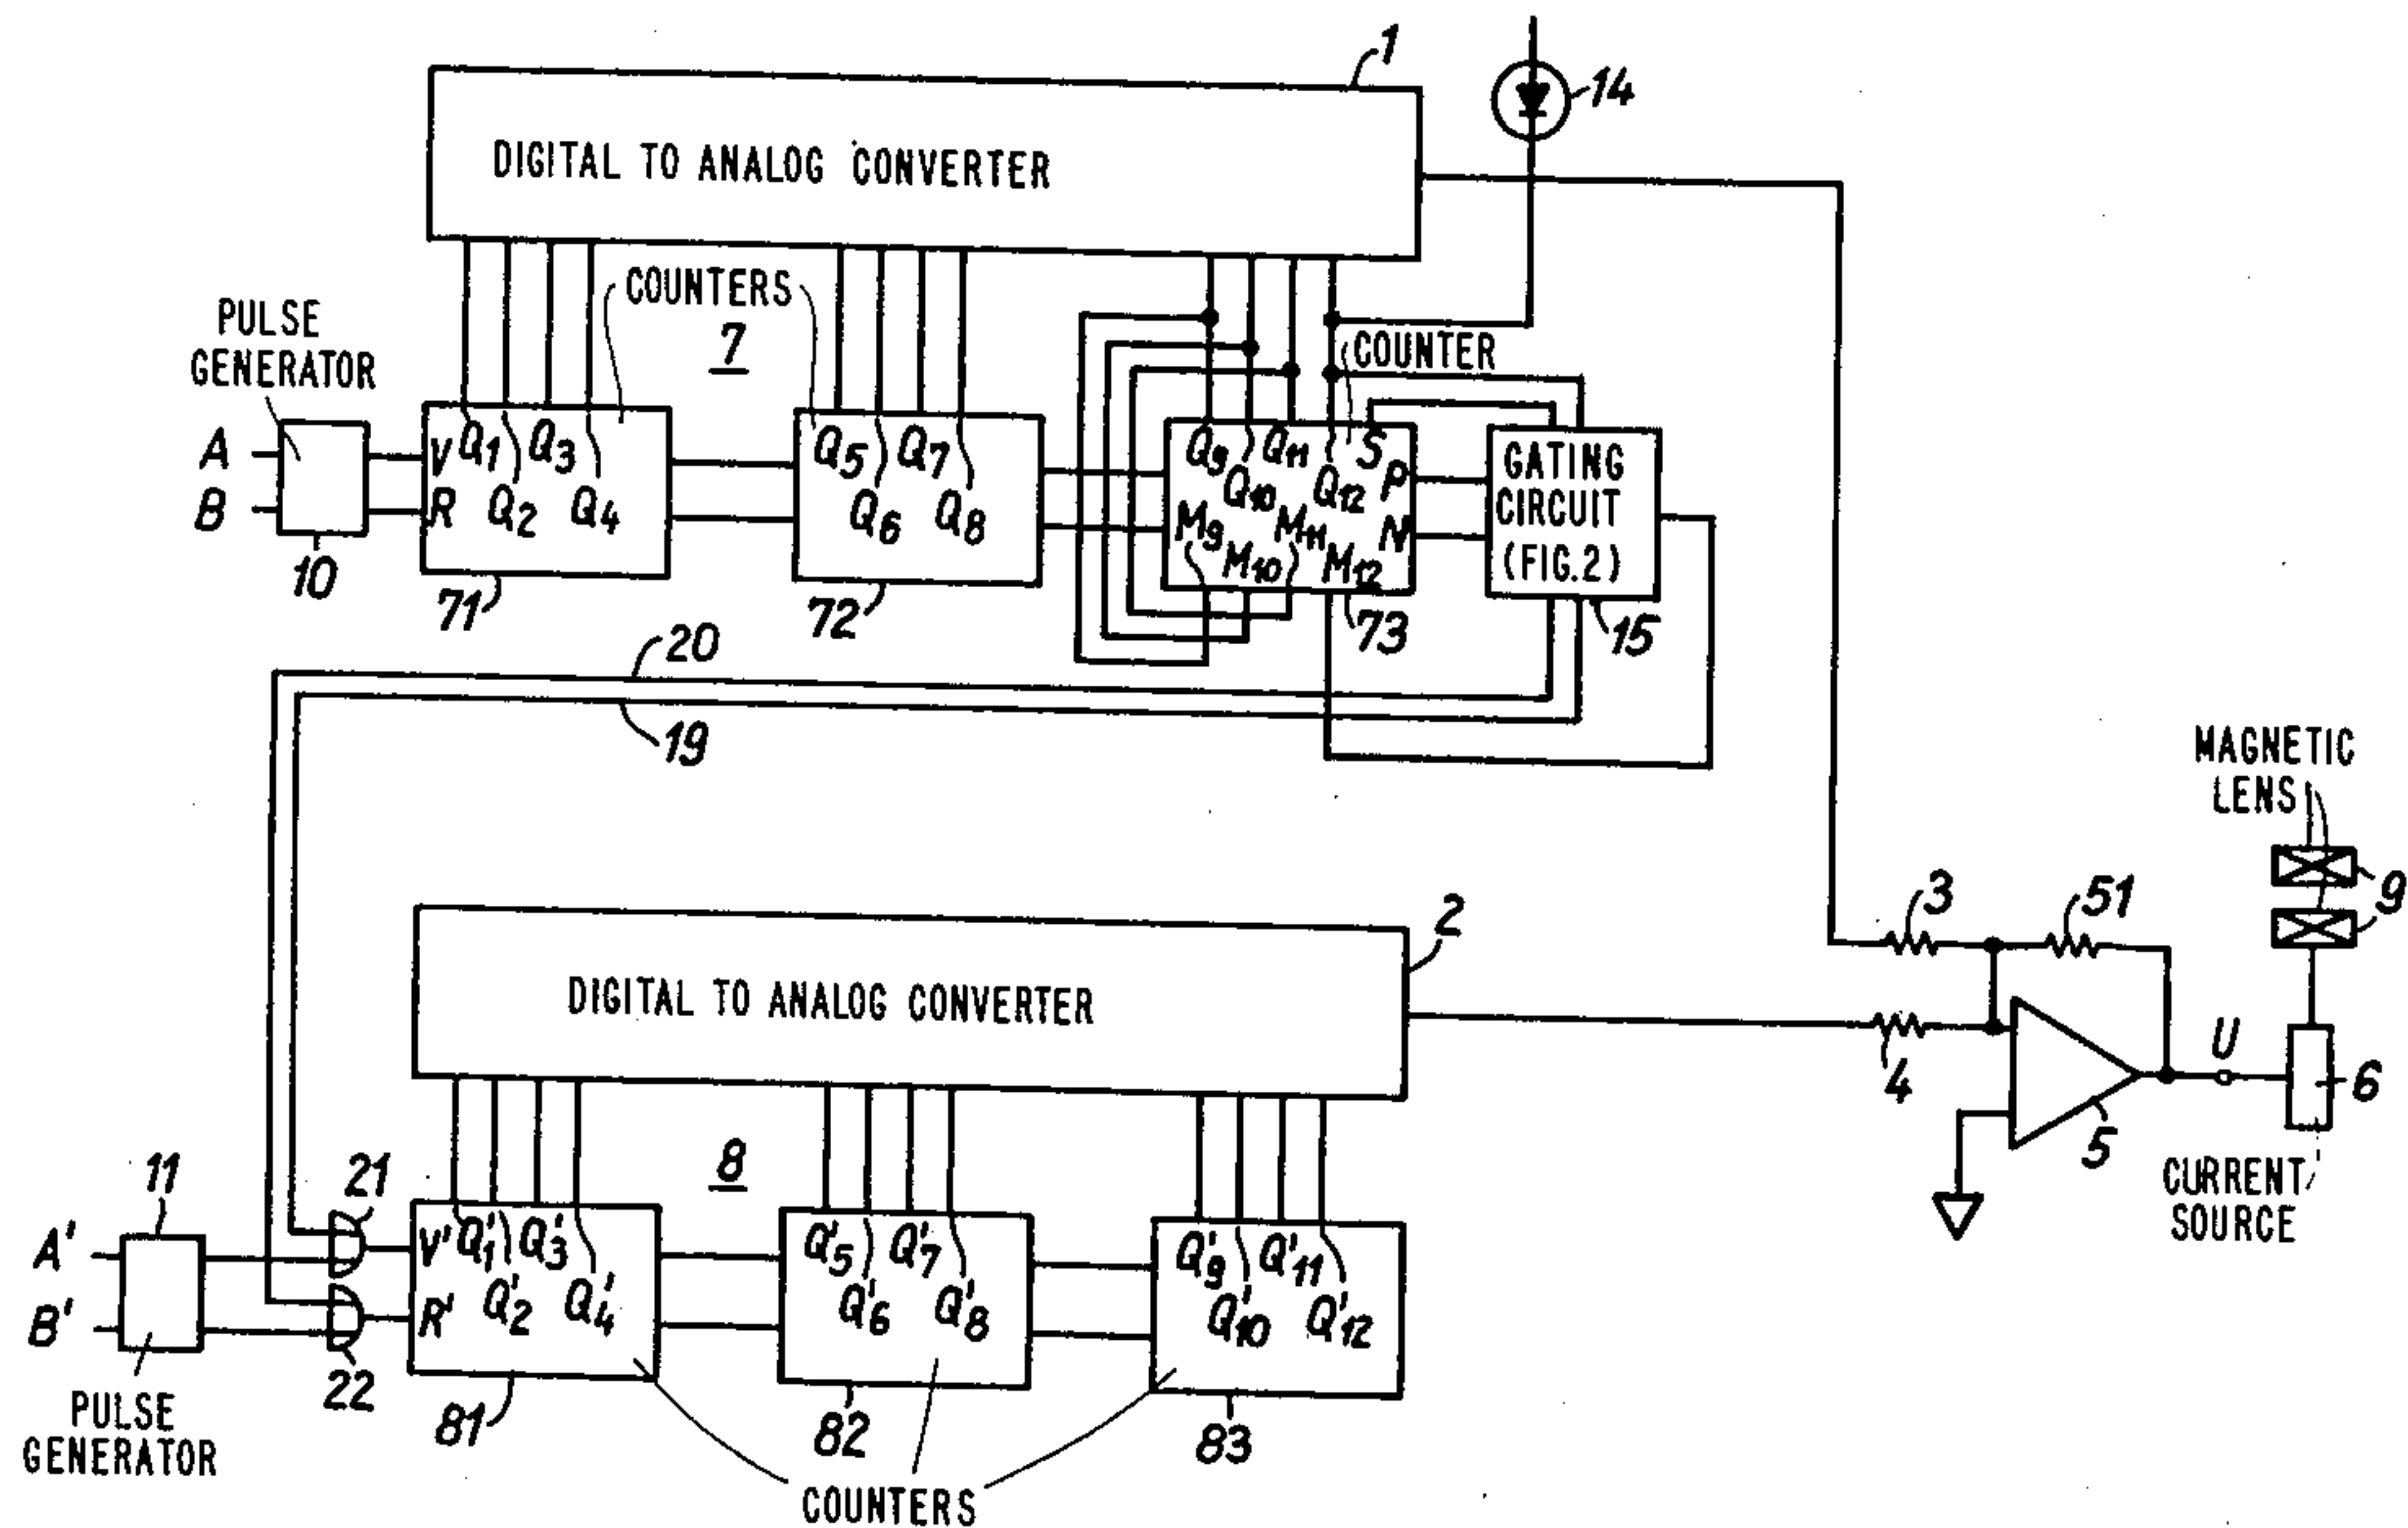 1
14
DIGITAL TO ANALOG CONVERTER
COUNTERS
7
PULSE
GENERATOR
COUNTER
A
B
10
V Q1 Q3
R Q2 Q4
71
Q5 Q7
Q6 Q8
72
Q9 Q11 S
Q10 Q12 P
M9 M11 N
M10 M12
73
GATING
CIRCUIT
(FIG.2)
15
20
19
MAGNETIC
LENS
9
3
51
2
DIGITAL TO ANALOG CONVERTER
4
5
U
6
CURRENT
SOURCE
8
11
21
A'
B'
22
PULSE
GENERATOR
V' Q'1 Q'3
R' Q'2 Q'4
81
Q'5 Q'7
Q'6 Q'8
82
Q'9 Q'11
Q'10 Q'12
83
COUNTERS